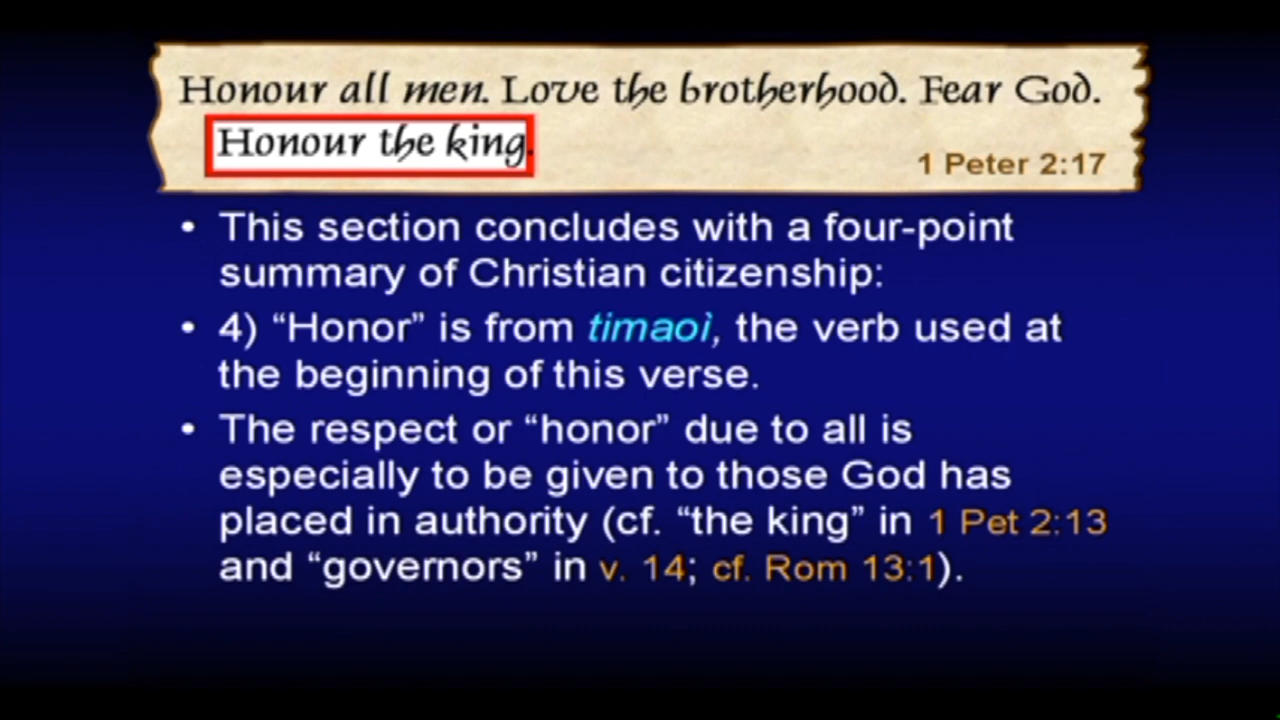 Honour all men. Love the brotherhood. Fear God.
Honour the king.
1 Peter 2:17
• This section concludes with a four-point
summary of Christian citizenship:
• 4) “Honor” is from timaoì, the verb used at
the beginning of this verse.
• The respect or “honor” due to all is
especially to be given to those God has
placed in authority (cf. “the king” in 1 Pet 2:13
and “governors” in v. 14; cf. Rom 13:1).